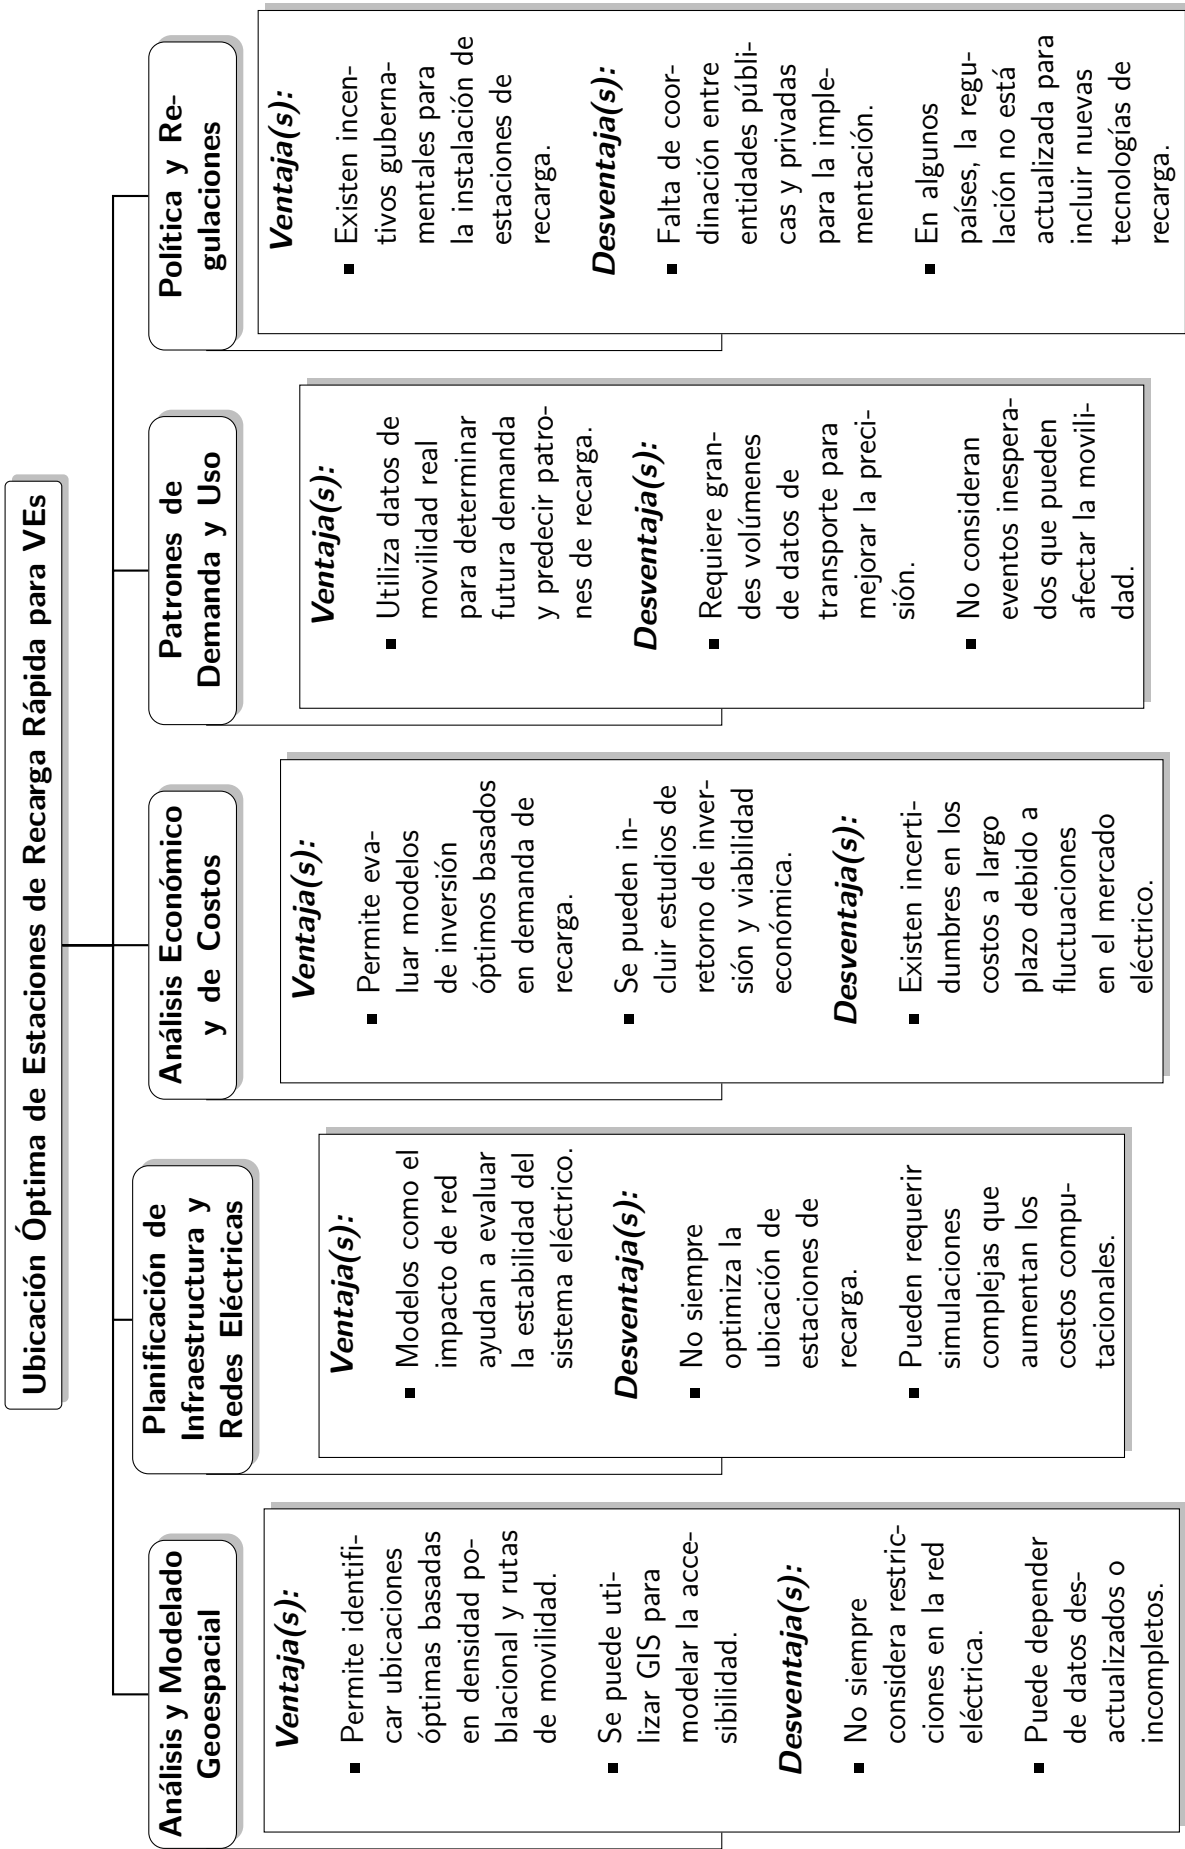 Ubicación Óptima de Estaciones de Recarga Rápida para VEs
Análisis y Modelado
Geoespacial
Ventaja(s):
▪ Permite identifi-
car ubicaciones
óptimas basadas
en densidad po-
blacional y rutas
de movilidad.
▪ Se puede uti-
lizar GIS para
modelar la acce-
sibilidad.
Desventaja(s):
▪ No siempre
considera restric-
ciones en la red
eléctrica.
▪ Puede depender
de datos des-
actualizados o
incompletos.
Planificación de
Infraestructura y
Redes Eléctricas
Ventaja(s):
▪ Modelos como el
impacto de red
ayudan a evaluar
la estabilidad del
sistema eléctrico.
Desventaja(s):
▪ No siempre
optimiza la
ubicación de
estaciones de
recarga.
▪ Pueden requerir
simulaciones
complejas que
aumentan los
costos compu-
tacionales.
Análisis Económico
y de Costos
Ventaja(s):
▪ Permite eva-
luar modelos
de inversión
óptimos basados
en demanda de
recarga.
▪ Se pueden in-
cluir estudios de
retorno de inver-
sión y viabilidad
económica.
Desventaja(s):
▪ Existen incerti-
dumbres en los
costos a largo
plazo debido a
fluctuaciones
en el mercado
eléctrico.
Patrones de
Demanda y Uso
Ventaja(s):
▪ Utiliza datos de
movilidad real
para determinar
futura demanda
y predecir patro-
nes de recarga.
Desventaja(s):
▪ Requiere gran-
des volúmenes
de datos de
transporte para
mejorar la preci-
sión.
▪ No consideran
eventos inespera-
dos que pueden
afectar la movili-
dad.
Política y Re-
gulaciones
Ventaja(s):
▪ Existen incen-
tivos guberna-
mentales para
la instalación de
estaciones de
recarga.
Desventaja(s):
▪ Falta de coor-
dinación entre
entidades públi-
cas y privadas
para la imple-
mentación.
▪ En algunos
países, la regu-
lación no está
actualizada para
incluir nuevas
tecnologías de
recarga.